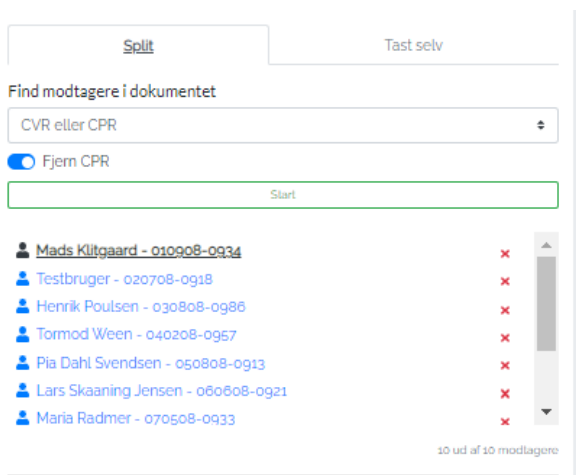 Split
Tast selv
Find modtagere i dokumentet
CVR eller CPR
Fjern CPR
Start
Mads Klitgaard - 010908-0934
Testbruger - 020708-0918
Henrik Poulsen - 030808-0986
Tormod Ween - 040208-0957
Pia Dahl Svendsen - 050808-0913
Lars Skaaning Jensen - 060608-0921
Maria Radmer - 070508-0933
10 ud af 10 modtagere